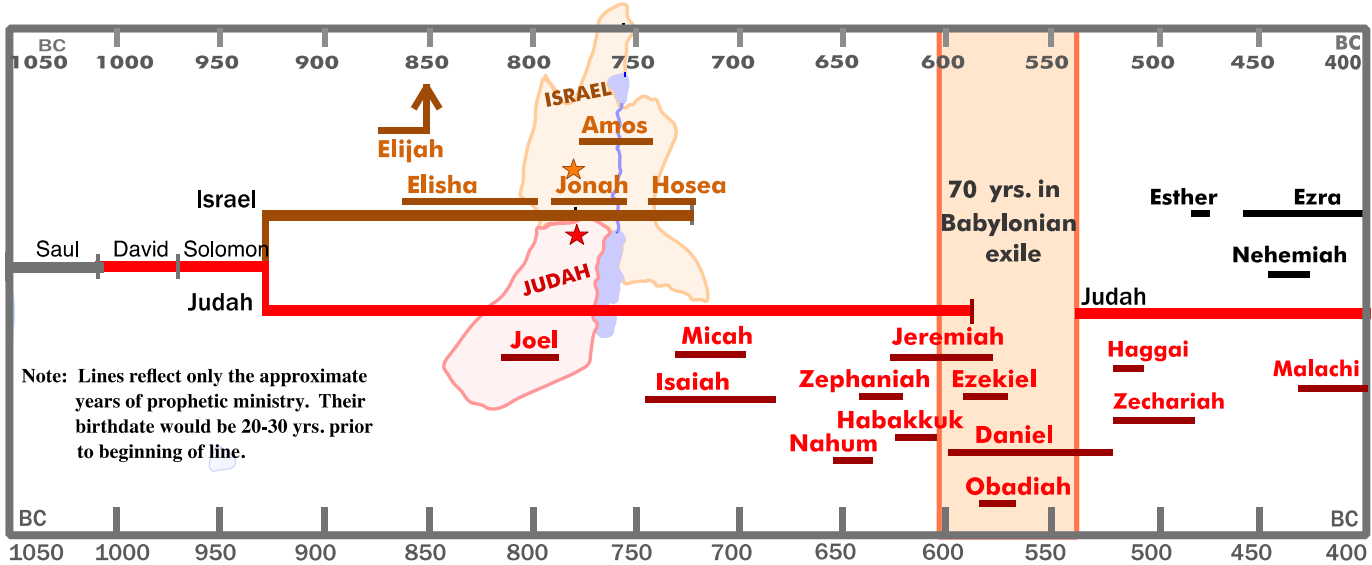 BC
BC
1050 1000 950 900 850 800 750 700 650 600 550 500 450 400
ISRAEL
Amos
Elijah
Elisha Jonah Hosea
Israel
70 yrs. in
Babylonian
exile
Esther Ezra
Saul David Solomon
Nehemiah
JUDAH
Judah
Judah
Joel Micah Jeremiah
Haggai
Malachi
Note: Lines reflect only the approximate
years of prophetic ministry. Their
birthdate would be 20-30 yrs. prior
to beginning of line.
Isaiah Zephaniah Ezekiel
Zechariah
Habakkuk
Nahum Daniel
Obadiah
BC BC
1050 1000 950 900 850 800 750 700 650 600 550 500 450 400